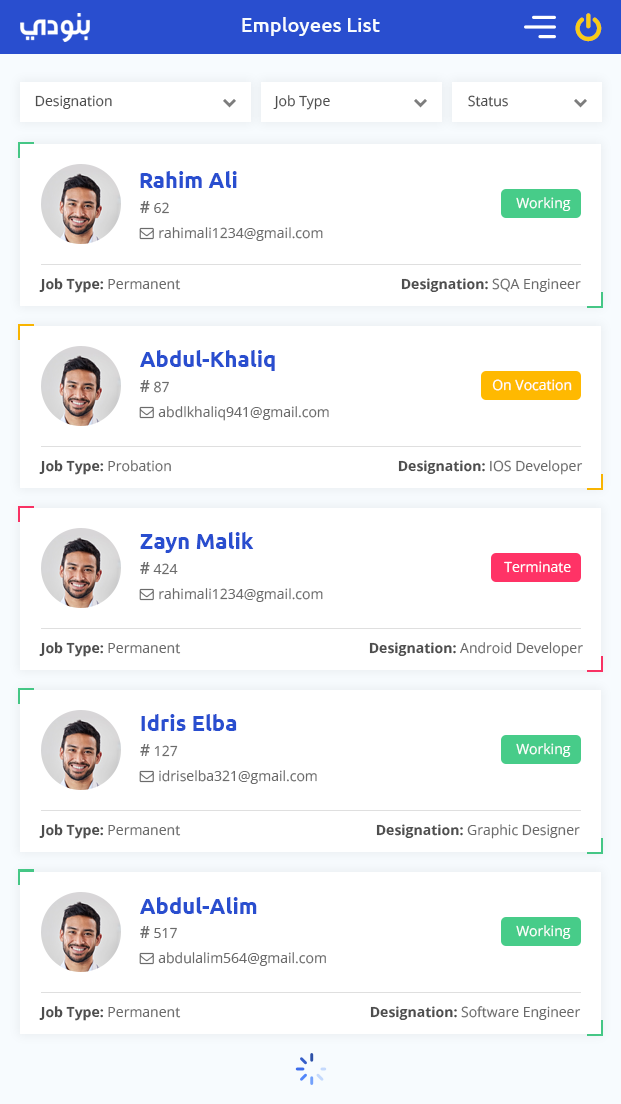 بنودي
Employees List
Designation
Job Type
Status
Rahim Ali
# 62
rahimali1234@gmail.com
Working
Job Type: Permanent
Designation: SQA Engineer
Abdul-Khaliq
# 87
abdlkhaliq941@gmail.com
On Vocation
Job Type: Probation
Designation: IOS Developer
Zayn Malik
# 424
rahimali1234@gmail.com
Terminate
Job Type: Permanent
Designation: Android Developer
Idris Elba
# 127
idriselba321@gmail.com
Working
Job Type: Permanent
Designation: Graphic Designer
Abdul-Alim
# 517
abdulalim564@gmail.com
Working
Job Type: Permanent
Designation: Software Engineer